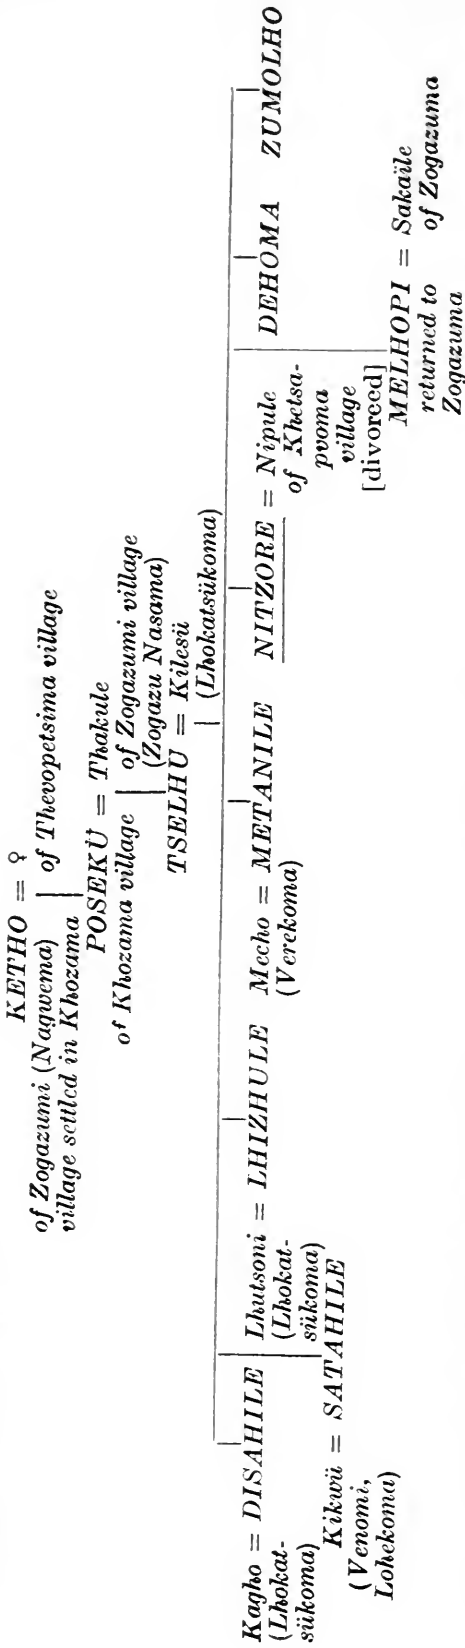 KETHO = ♀
of Zogazumi (Nagwema)
village settled in Khozama
of Thevopetsima village
POSEKÜ = Thakule
of Khozama village
of Zogazumi village
(Zogazu Nasama)
TSELHU = Kilesü
(Lhokatsükoma)
Kagho = DISAHILE
(Lhokat-
sükoma)
Lhutsoni = LHIZHULE
(Lhokat-
sükoma)
Mecho = METANILE
(Verekoma)
NITZORE = Nipule
of Khetsa-
pvoma
village
[divorced]
DEHOMA
ZUMOLHO
Kikwü = SATAHILE
(Venomi,
Lohekoma)
MELHOPI = Sakaïle
returned to
Zogazuma
of Zogazuma